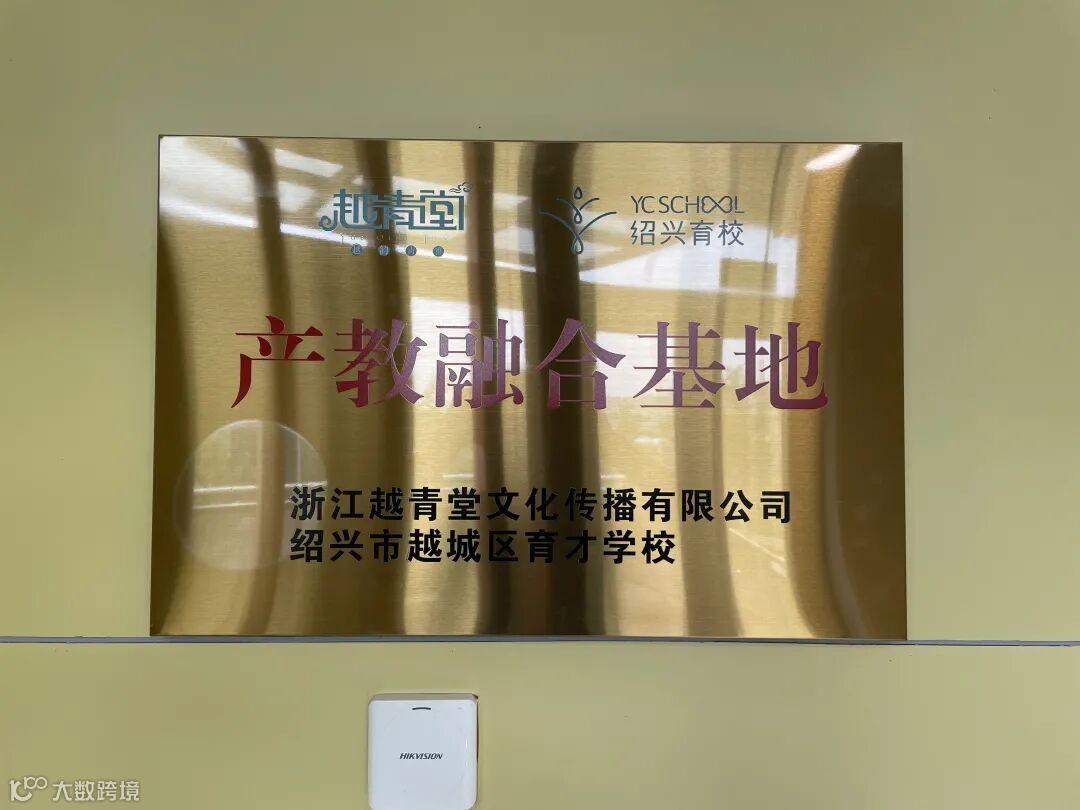 越青堂
YC SCHOOL
绍兴育校
产教融合基地
浙江越青堂文化传播有限公司
绍兴市越城区育才学校
HIKVISION
大数跨境